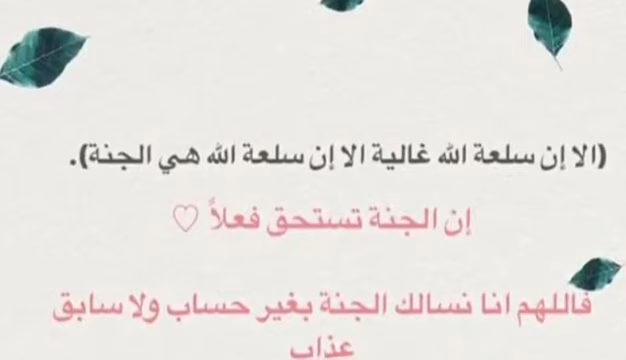 (الا إن سلعة الله غالية الا إن سلعة الله هي الجنة).
إن الجنة تستحق فعلاً ♡
فاللهم انا نسالك الجنة بغير حساب ولا سابق
عذاب